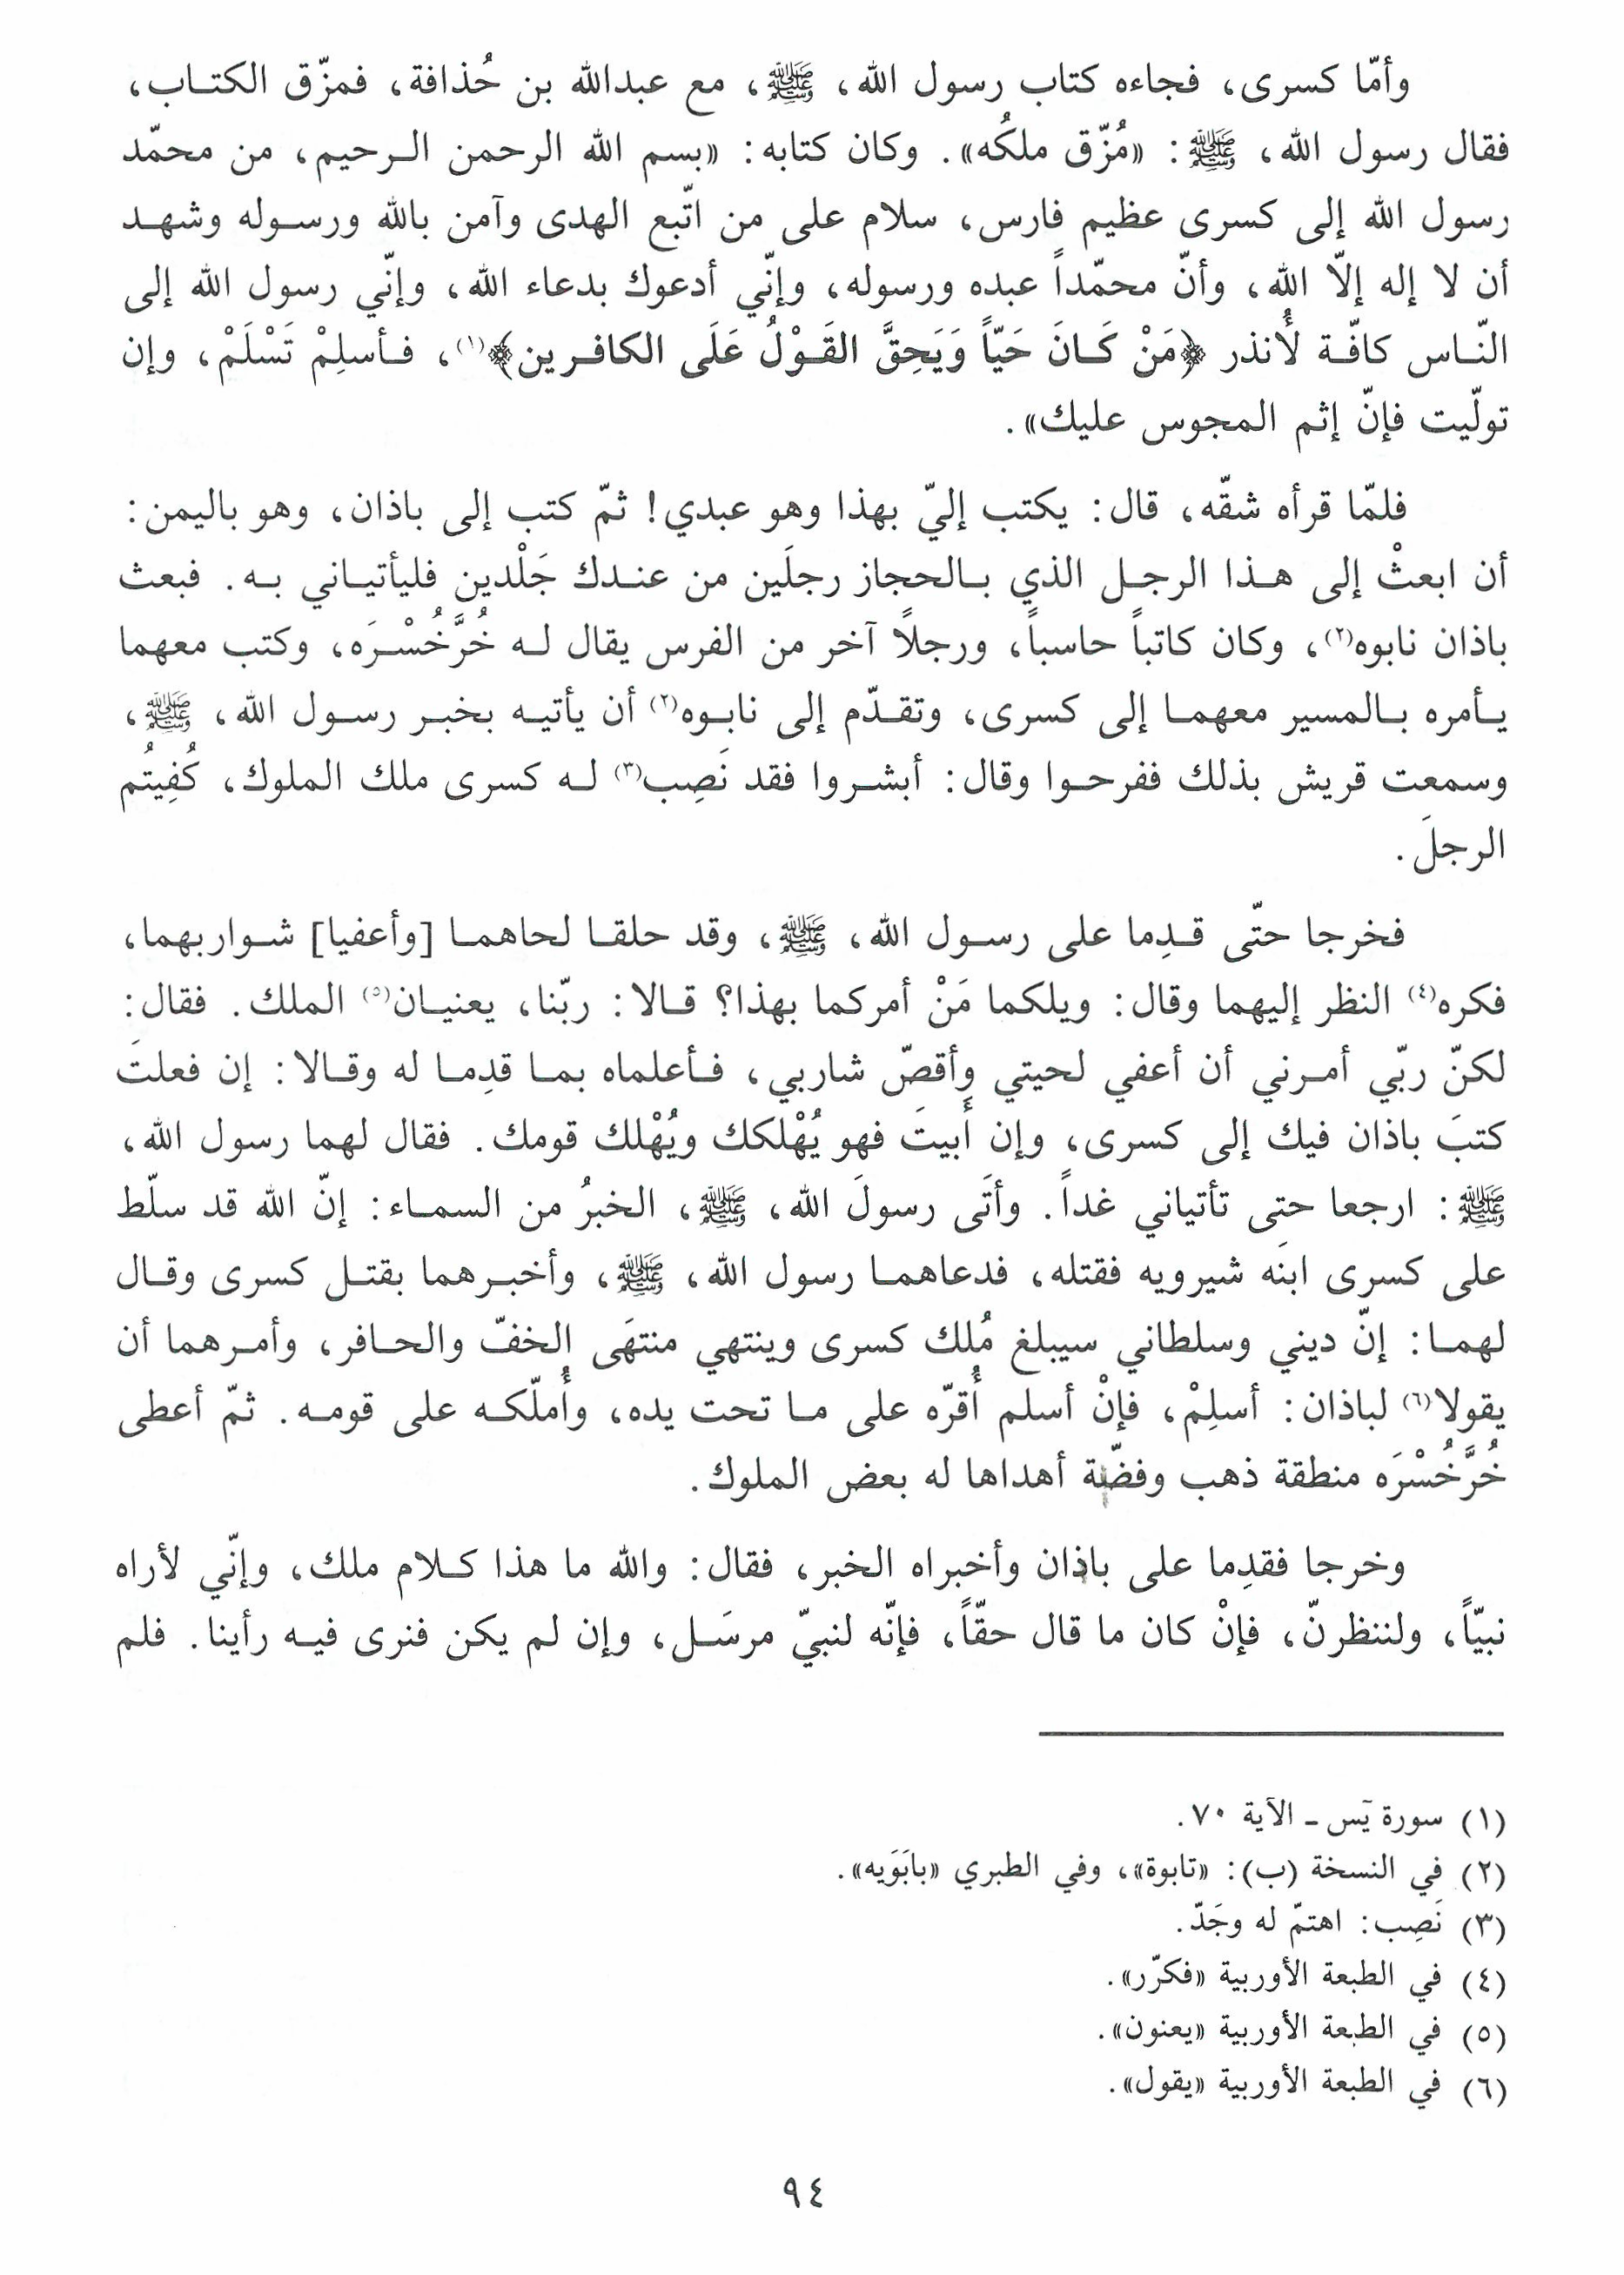 وأمّا كسرى، فجاءه كتاب رسول الله، ﷺ، مع عبدالله بن حُذافة، فمزّق الكتاب،
فقال رسول الله، ﷺ: «مُزّق ملكُه». وكان كتابه: «بسم الله الرحمن الرحيم، من محمّد
رسول الله إلى كسرى عظيم فارس، سلام على من اتّبع الهدى وآمن بالله ورسوله وشهد
أن لا إله إلّا الله، وأنّ محمّداً عبده ورسوله، وإنّي أدعوك بدعاء الله، وإنّي رسول الله إلى
النّاس كافّة لأُنذر ﴿مَنْ كَانَ حَيّاً وَيَحِقَّ القَوْلُ عَلَى الكافرين﴾(١)، فأسلِمْ تَسْلَمْ، وإن
تولّيت فإنّ إثم المجوس عليك».
فلمّا قرأه شقّه، قال: يكتب إليّ بهذا وهو عبدي! ثمّ كتب إلى باذان، وهو باليمن:
أن ابعثْ إلى هذا الرجل الذي بالحجاز رجلَين من عندك جَلْدين فليأتياني به. فبعث
باذان نابوه(٢)، وكان كاتباً حاسباً، ورجلاً آخر من الفرس يقال له خُرَّخُسْرَه، وكتب معهما
يأمره بالمسير معهما إلى كسرى، وتقدّم إلى نابوه(٢) أن يأتيه بخبر رسول الله، ﷺ،
وسمعت قريش بذلك ففرحوا وقال: أبشروا فقد نَصِب(٣) له كسرى ملك الملوك، كُفِيتُم
الرجلَ.
فخرجا حتّى قدِما على رسول الله، ﷺ، وقد حلقا لحاهما [وأعفيا] شواربهما،
فكره(٤) النظر إليهما وقال: ويلكما مَنْ أمركما بهذا؟ قالا: ربّنا، يعنيان(٥) الملك. فقال:
لكنّ ربّي أمرني أن أعفي لحيتي وأقصّ شاربي، فأعلماه بما قدِما له وقالا: إن فعلتَ
كتبَ باذان فيك إلى كسرى، وإن أَبيتَ فهو يُهْلكك ويُهْلك قومك. فقال لهما رسول الله،
ﷺ: ارجعا حتى تأتياني غداً. وأتَى رسولَ الله، ﷺ، الخبرُ من السماء: إنّ الله قد سلّط
على كسرى ابنَه شيرويه فقتله، فدعاهما رسول الله، ﷺ، وأخبرهما بقتل كسرى وقال
لهما: إنّ ديني وسلطاني سيبلغ مُلك كسرى وينتهي منتهَى الخفّ والحافر، وأمرهما أن
يقولا(٦) لباذان: أسلِمْ، فإنْ أسلم أُقرّه على ما تحت يده، وأُملّكه على قومه. ثمّ أعطى
خُرَّخُسْرَه منطقة ذهب وفضّة أهداها له بعض الملوك.
وخرجا فقدِما على باذان وأخبراه الخبر، فقال: والله ما هذا كلام ملك، وإنّي لأراه
نبيّاً، ولننظرنّ، فإنْ كان ما قال حقّاً، فإنّه لنبيّ مرسَل، وإن لم يكن فنرى فيه رأينا. فلم
(١) سورة يۤس ـ الآية ٧٠.
(٢) في النسخة (ب): «تابوة»، وفي الطبري «بابَوَيه».
(٣) نَصِب: اهتمّ له وجَدّ.
(٤) في الطبعة الأوربية «فكرّر».
(٥) في الطبعة الأوربية «يعنون».
(٦) في الطبعة الأوربية «يقول».
٩٤